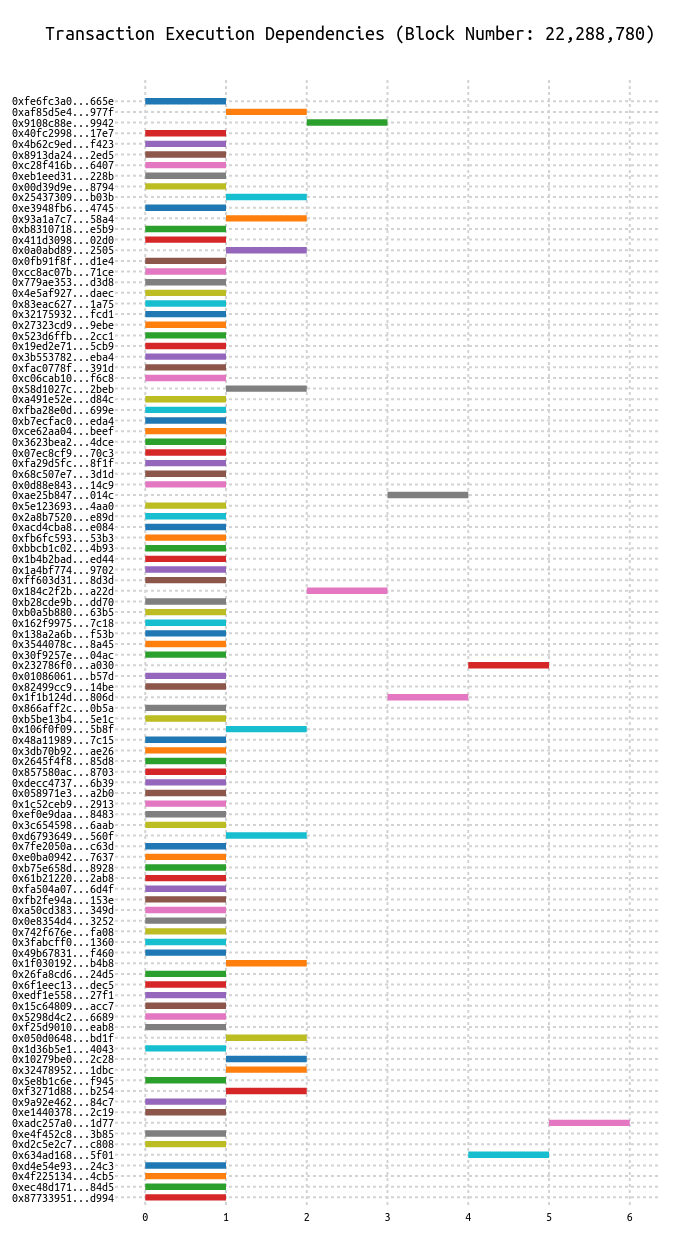 Transaction Execution Dependencies (Block Number: 22,288,780)
0xfe6fc3a0...665e
0xaf85d5e4...977f
0x9108c88e...9942
0x40fc2998...17e7
0x4b62c9ed...f423
0x8913da24...2ed5
0xc28f416b...6407
0xeb1eed31...228b
0x00d39d9e...8794
0x25437309...b03b
0xe3948fb6...4745
0x93a1a7c7...58a4
0xb8310718...e5b9
0x411d3098...02d0
0x0a0abd89...2505
0x0fb91f8f...d1e4
0xcc8ac07b...71ce
0x779ae353...d3d8
0x4e5af927...daec
0x83eac627...1a75
0x32175932...fcd1
0x27323cd9...9ebe
0x523d6ffb...2cc1
0x19ed2e71...5cb9
0x3b553782...eba4
0xfac0778f...391d
0xc06cab10...f6c8
0x58d1027c...2beb
0xa491e52e...d84c
0xfba28e0d...699e
0xb7ecfac0...eda4
0xce62aa04...beef
0x3623bea2...4dce
0x07ec8cf9...70c3
0xfa29d5fc...8f1f
0x68c507e7...3d1d
0x0d88e843...14c9
0xae25b847...014c
0x5e123693...4aa0
0x2a8b7520...e89d
0xacd4cba8...e084
0xfb6fc593...53b3
0xbbcb1c02...4b93
0x1b4b2bad...ed44
0x1a4bf774...9702
0xff603d31...8d3d
0x184c2f2b...a22d
0xb28cde9b...dd70
0xb0a5b880...63b5
0x162f9975...7c18
0x138a2a6b...f53b
0x3544078c...8a45
0x30f9257e...04ac
0x232786f0...a030
0x01086061...b57d
0x82499cc9...14be
0x1f1b124d...806d
0x866aff2c...0b5a
0xb5be13b4...5e1c
0x106f0f09...5b8f
0x48a11989...7c15
0x3db70b92...ae26
0x2645f4f8...85d8
0x857580ac...8703
0xdecc4737...6b39
0x058971e3...a2b0
0x1c52ceb9...2913
0xef0e9daa...8483
0x3c654598...6aab
0xd6793649...560f
0x7fe2050a...c63d
0xe0ba0942...7637
0xb75e658d...8928
0x61b21220...2ab8
0xfa504a07...6d4f
0xfb2fe94a...153e
0xa50cd383...349d
0x0e8354d4...3252
0x742f676e...fa08
0x3fabcff0...1360
0x49b67831...f460
0x1f030192...b4b8
0x26fa8cd6...24d5
0x6f1eec13...dec5
0xedf1e558...27f1
0x15c64809...acc7
0x5298d4c2...6689
0xf25d9010...eab8
0x050d0648...bd1f
0x1d36b5e1...4043
0x10279be0...2c28
0x32478952...1dbc
0x5e8b1c6e...f945
0xf3271d88...b254
0x9a92e462...84c7
0xe1440378...2c19
0xadc257a0...1d77
0xe4f452c8...3b85
0xd2c5e2c7...c808
0x634ad168...5f01
0xd4e54e93...24c3
0x4f225134...4cb5
0xec48d171...84d5
0x87733951...d994
0 1 2 3 4 5 6